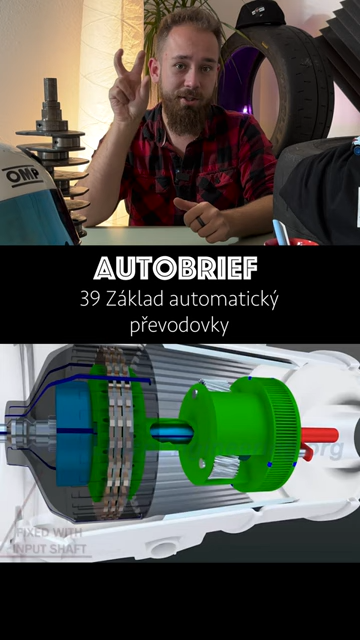 OMP
AUTOBRIEF
39 Základ automatický
převodovky
FIXED WITH
INPUT SHAFT